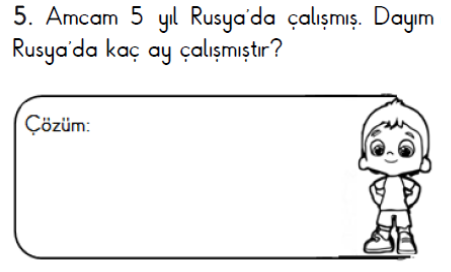 5. Amcam 5 yıl Rusya'da çalışmış. Dayım
Rusya'da kaç ay çalışmıştır?
Çözüm: